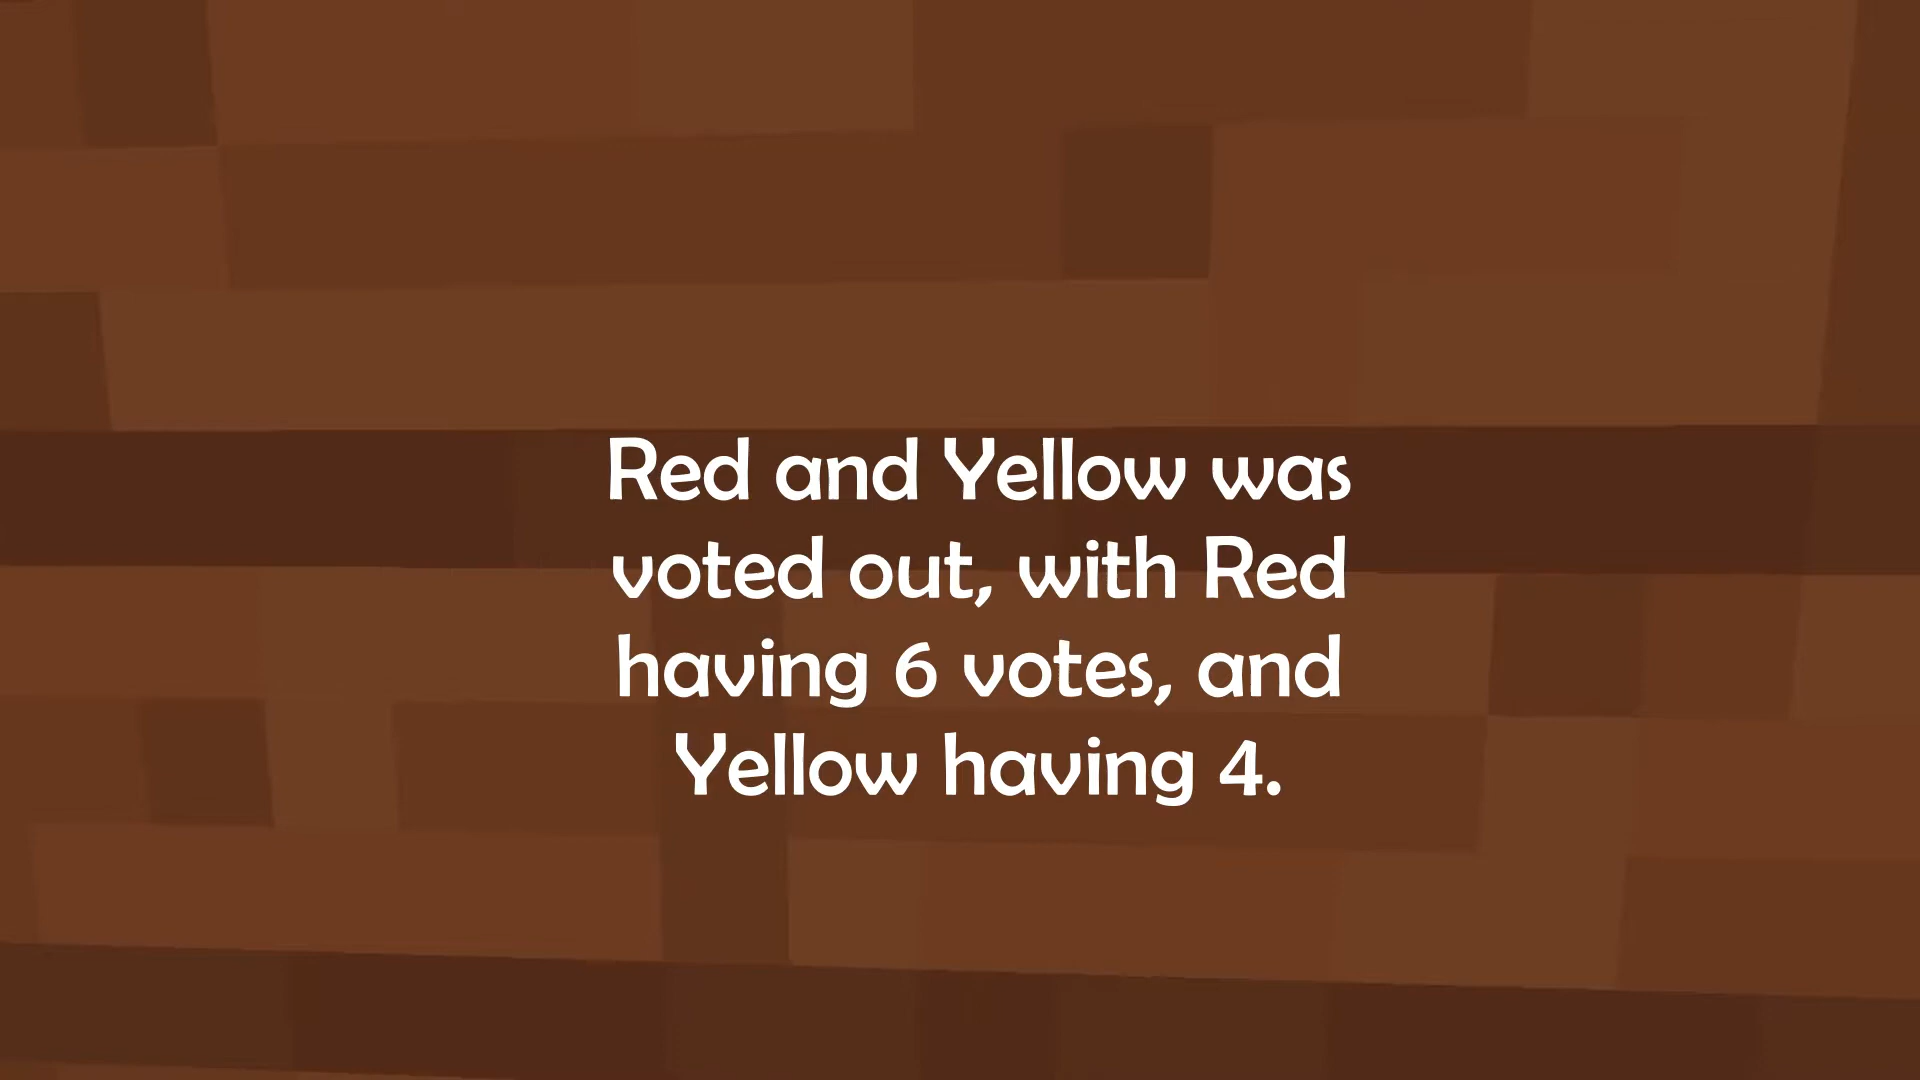 Red and Yellow was
voted out, with Red
having 6 votes, and
Yellow having 4.